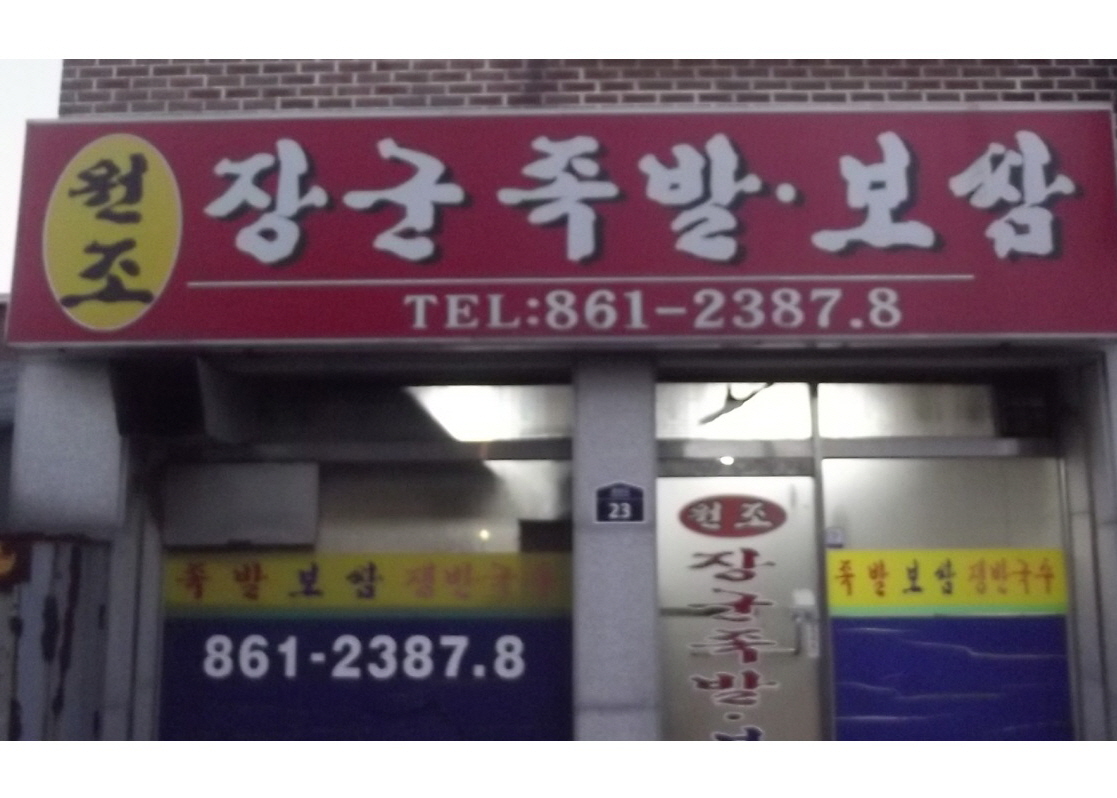 원조
장군족발·보쌈
TEL:861-2387.8
23
원조
족발 보쌈 쟁반국수
861-2387.8
장군족발·보
족발 보쌈 쟁반국수